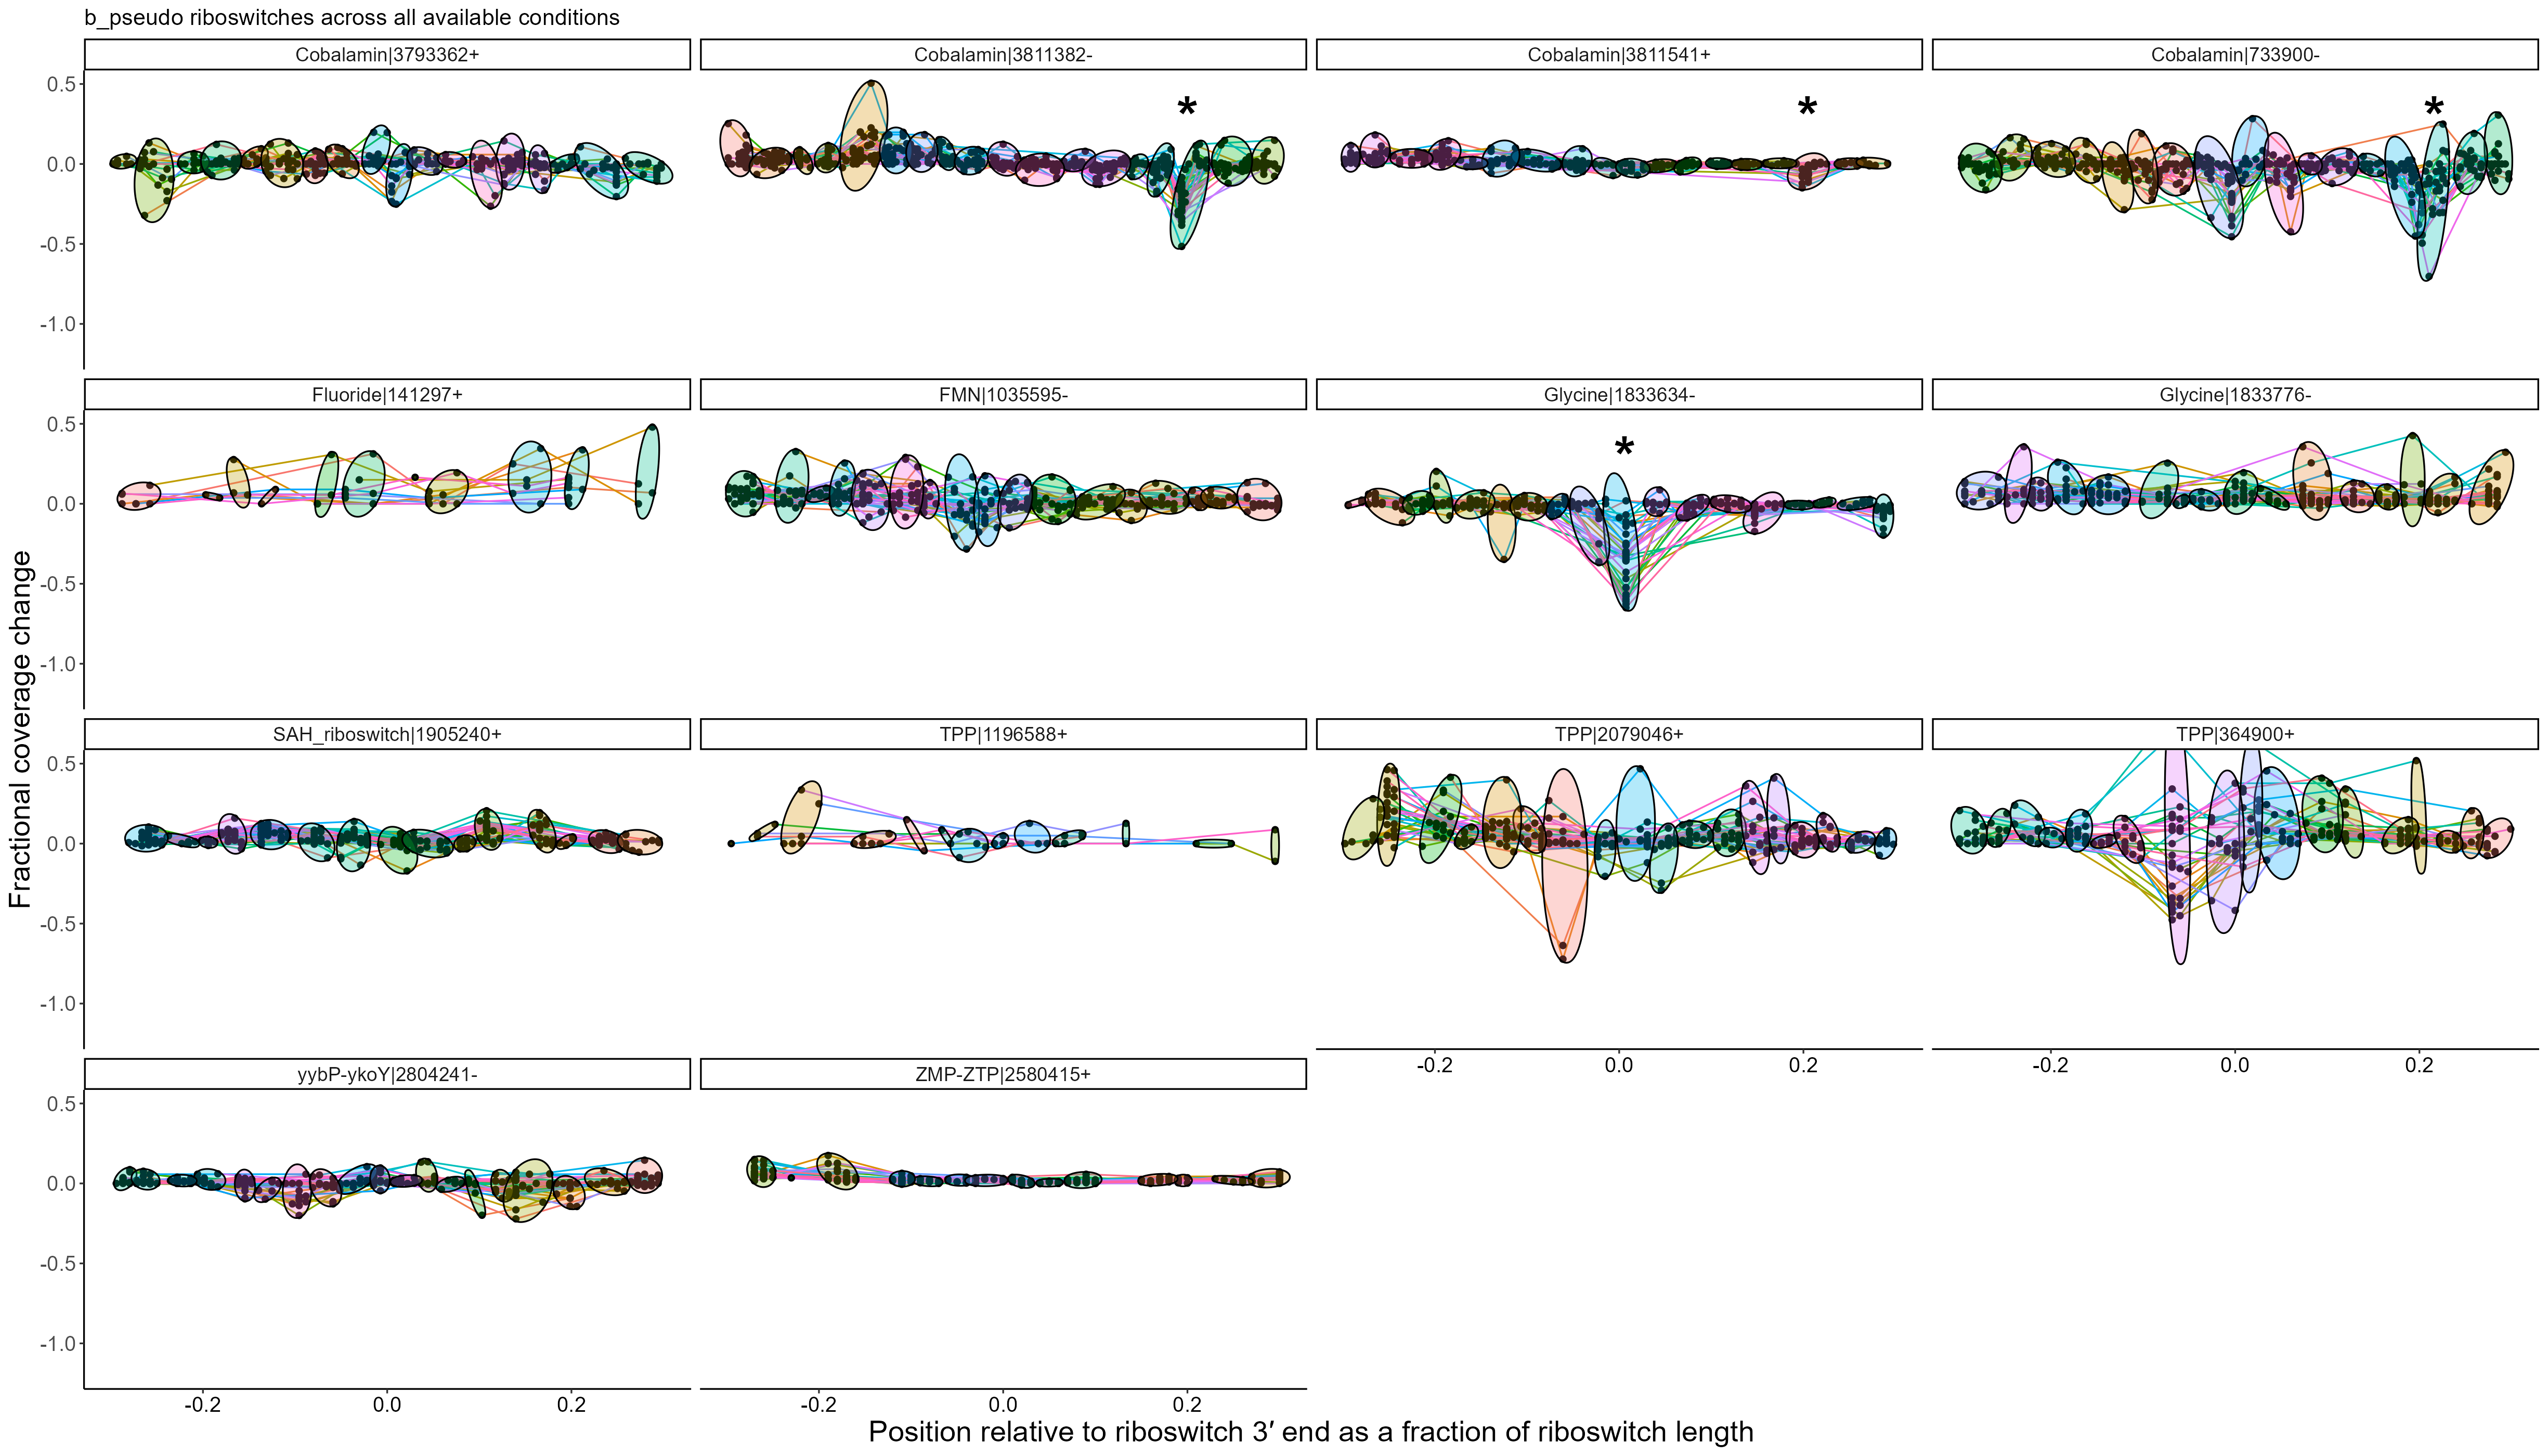 b_pseudo riboswitches across all available conditions
Cobalamin|3793362+
Cobalamin|3811382-
Cobalamin|3811541+
Cobalamin|733900-
0.5
0.0
-0.5
-1.0
*
*
*
Fluoride|141297+
FMN|1035595-
Glycine|1833634-
Glycine|1833776-
0.5
0.0
-0.5
-1.0
*
Fractional coverage change
SAH_riboswitch|1905240+
TPP|1196588+
TPP|2079046+
TPP|364900+
0.5
0.0
-0.5
-1.0
-0.2 0.0 0.2
-0.2 0.0 0.2
yybP-ykoY|2804241-
ZMP-ZTP|2580415+
0.5
0.0
-0.5
-1.0
-0.2 0.0 0.2
-0.2 0.0 0.2
Position relative to riboswitch 3′ end as a fraction of riboswitch length